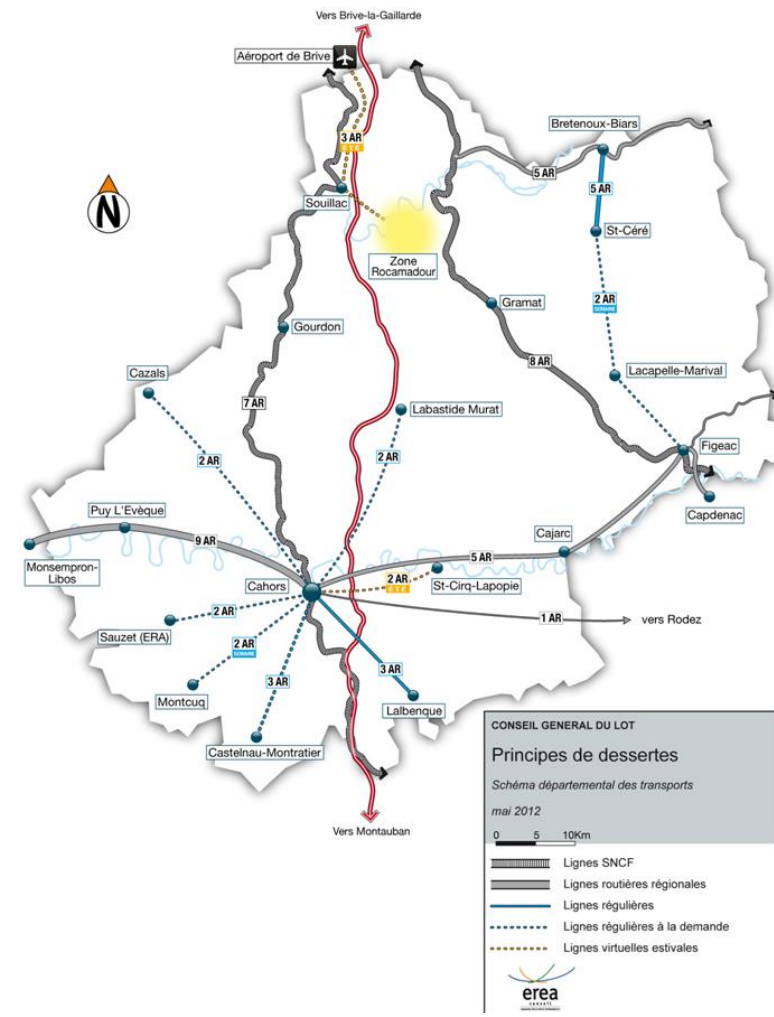 Vers Brive-la-Gaillarde
Aéroport de Brive
3 AR
ETE
Bretenoux-Biars
5 AR
5 AR
N
Souillac
St-Céré
Zone
Rocamadour
2 AR
SEMAINE
Gramat
Gourdon
8 AR
Cazals
Lacapelle-Marival
7 AR
Labastide Murat
Figeac
2 AR
2 AR
Puy L'Evèque
Capdenac
9 AR
Cajarc
5 AR
Monsempron-
Libos
Cahors
2 AR
ETE
St-Cirq-Lapopie
2 AR
1 AR
vers Rodez
Sauzet (ERA)
2 AR
SEMAINE
3 AR
3 AR
Montcuq
Lalbenque
Castelnau-Montratier
Vers Montauban
CONSEIL GENERAL DU LOT
Principes de dessertes
Schéma départemental des transports
mai 2012
0 5 10Km
Lignes SNCF
Lignes routières régionales
Lignes régulières
Lignes régulières à la demande
Lignes virtuelles estivales
erea
conseil